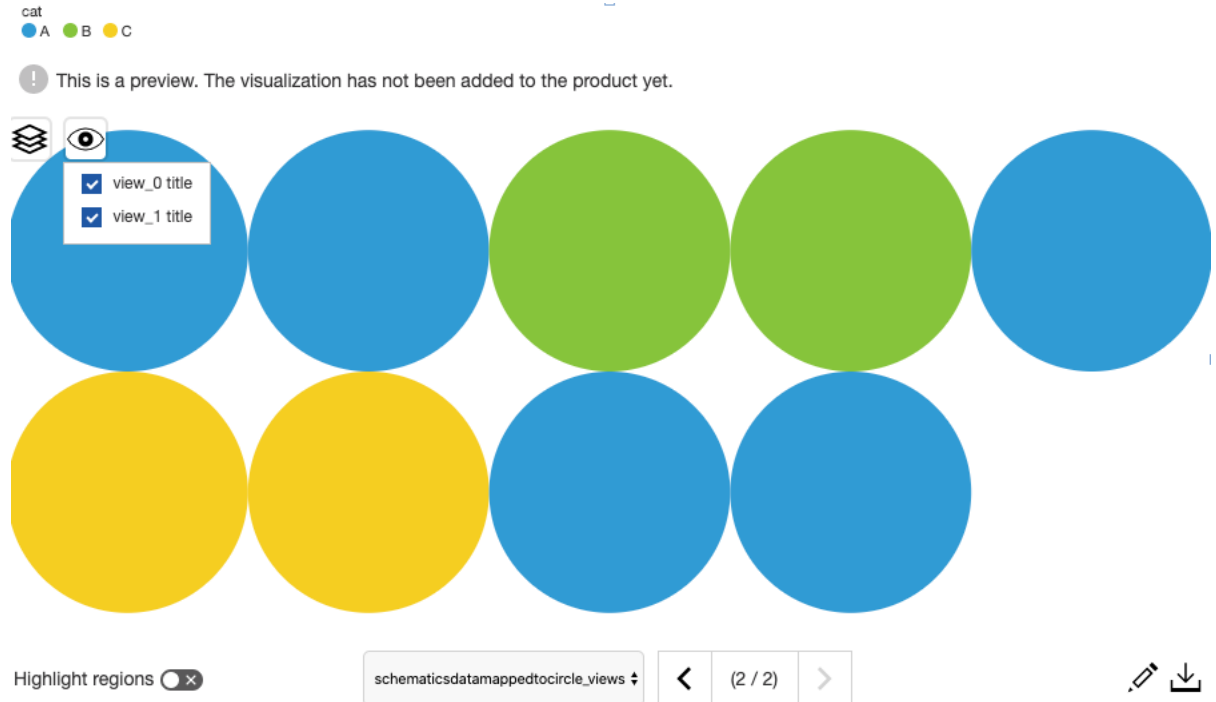 cat
A B C
This is a preview. The visualization has not been added to the product yet.
view_0 title
view_1 title
Highlight regions
schematicsdatamappedtocircle_views
(2 / 2)